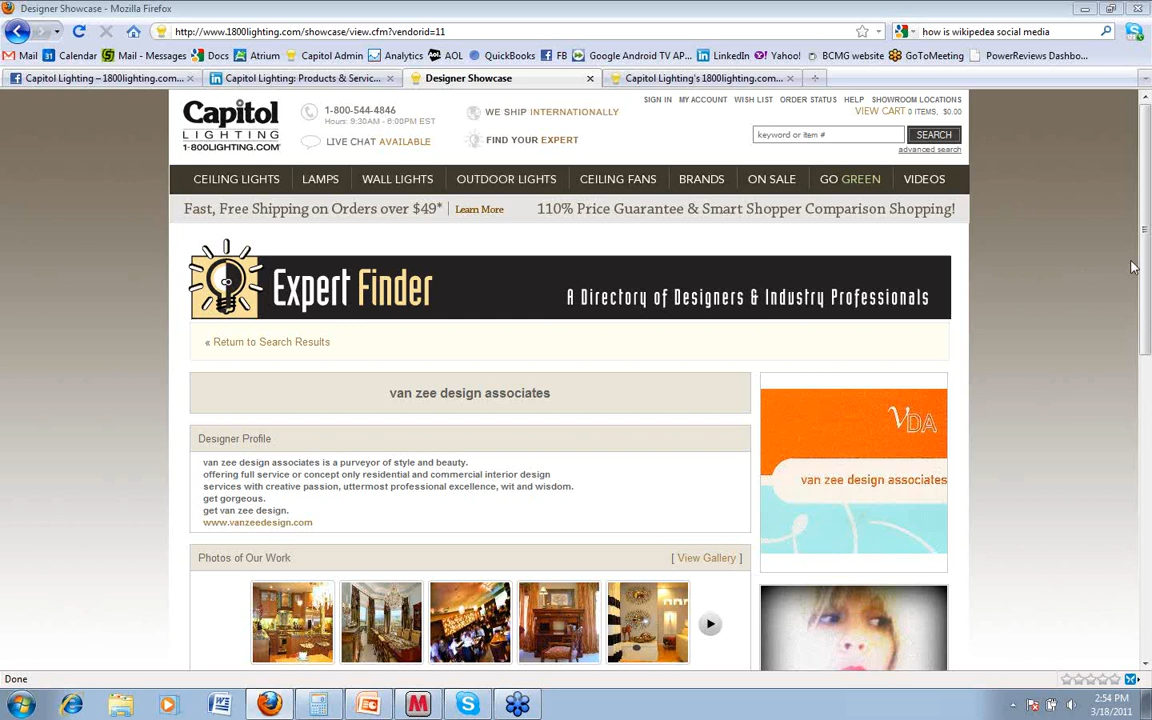 Designer Showcase - Mozilla Firefox
http://www.1800lighting.com/showcase/view.cfm?vendorid=11
how is wikipedea social media
Mail Calendar Mail - Messages Docs Atrium Capitol Admin Analytics AOL QuickBooks FB Google Android TV AP... LinkedIn Yahoo! BCMG website GoToMeeting PowerReviews Dashbo...
Capitol Lighting – 1800lighting.com... Capitol Lighting: Products & Servic... Designer Showcase Capitol Lighting's 1800lighting.com...
Capitol
LIGHTING
1-800LIGHTING.COM
1-800-544-4846
Hours: 9:30AM - 6:00PM EST
LIVE CHAT AVAILABLE
WE SHIP INTERNATIONALLY
FIND YOUR EXPERT
SIGN IN MY ACCOUNT WISH LIST ORDER STATUS HELP SHOWROOM LOCATIONS
VIEW CART 0 ITEMS, $0.00
keyword or item # SEARCH
advanced search
CEILING LIGHTS LAMPS WALL LIGHTS OUTDOOR LIGHTS CEILING FANS BRANDS ON SALE GO GREEN VIDEOS
Fast, Free Shipping on Orders over $49* Learn More 110% Price Guarantee & Smart Shopper Comparison Shopping!
Expert Finder A Directory of Designers & Industry Professionals
« Return to Search Results
van zee design associates
Designer Profile
van zee design associates is a purveyor of style and beauty.
offering full service or concept only residential and commercial interior design
services with creative passion, uttermost professional excellence, wit and wisdom.
get gorgeous.
get van zee design.
www.vanzeedesign.com
VDA
van zee design associates
Photos of Our Work [ View Gallery ]
Done
2:54 PM
3/18/2011